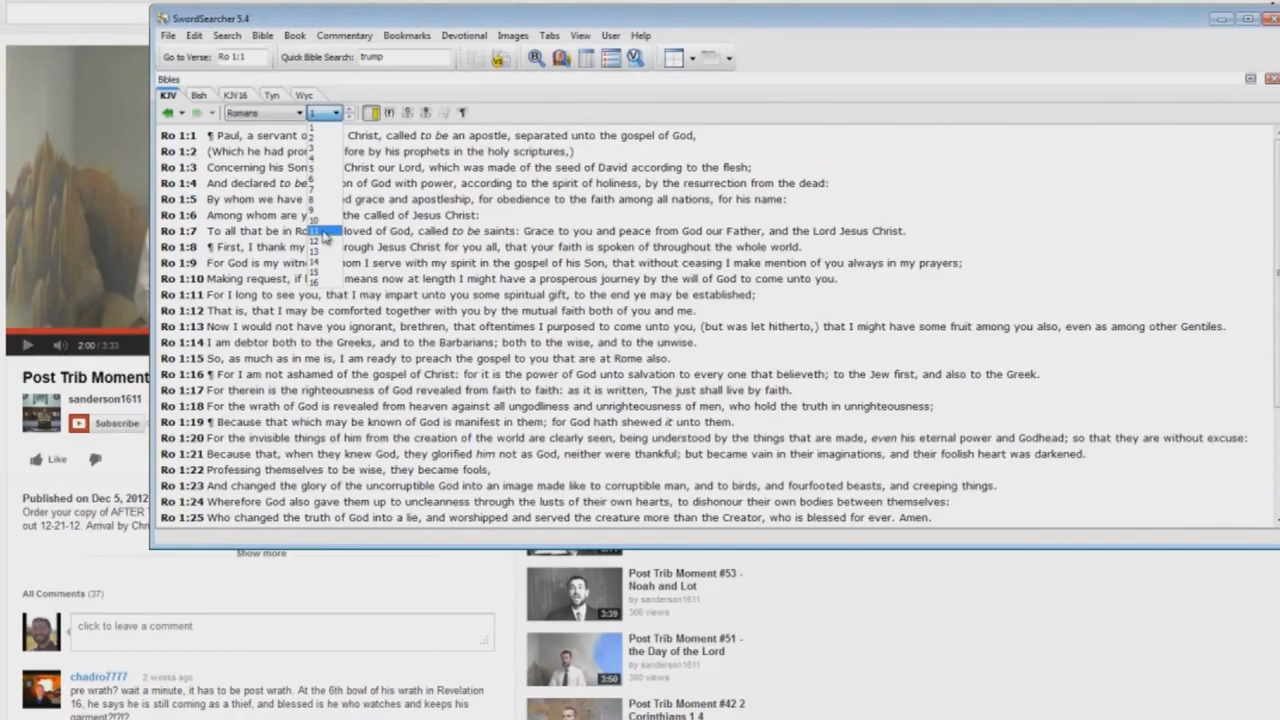 SwordSearcher 5.4
File Edit Search Bible Book Commentary Bookmarks Devotional Images Tabs View User Help
Go to Verse: Ro 1:1 Quick Bible Search: trump
Bibles
KJV Bish KJV16 Tyn Wyc
Romans 1
1
2
3
4
5
6
7
8
9
10
11
12
13
14
15
16
Ro 1:1 ¶ Paul, a servant o Christ, called to be an apostle, separated unto the gospel of God,
Ro 1:2 (Which he had pro fore by his prophets in the holy scriptures,)
Ro 1:3 Concerning his Son Christ our Lord, which was made of the seed of David according to the flesh;
Ro 1:4 And declared to be n of God with power, according to the spirit of holiness, by the resurrection from the dead:
Ro 1:5 By whom we have d grace and apostleship, for obedience to the faith among all nations, for his name:
Ro 1:6 Among whom are y the called of Jesus Christ:
Ro 1:7 To all that be in Ro loved of God, called to be saints: Grace to you and peace from God our Father, and the Lord Jesus Christ.
Ro 1:8 ¶ First, I thank my rough Jesus Christ for you all, that your faith is spoken of throughout the whole world.
Ro 1:9 For God is my witn om I serve with my spirit in the gospel of his Son, that without ceasing I make mention of you always in my prayers;
Ro 1:10 Making request, if means now at length I might have a prosperous journey by the will of God to come unto you.
Ro 1:11 For I long to see you, that I may impart unto you some spiritual gift, to the end ye may be established;
Ro 1:12 That is, that I may be comforted together with you by the mutual faith both of you and me.
Ro 1:13 Now I would not have you ignorant, brethren, that oftentimes I purposed to come unto you, (but was let hitherto,) that I might have some fruit among you also, even as among other Gentiles.
Ro 1:14 I am debtor both to the Greeks, and to the Barbarians; both to the wise, and to the unwise.
Ro 1:15 So, as much as in me is, I am ready to preach the gospel to you that are at Rome also.
Ro 1:16 ¶ For I am not ashamed of the gospel of Christ: for it is the power of God unto salvation to every one that believeth; to the Jew first, and also to the Greek.
Ro 1:17 For therein is the righteousness of God revealed from faith to faith: as it is written, The just shall live by faith.
Ro 1:18 For the wrath of God is revealed from heaven against all ungodliness and unrighteousness of men, who hold the truth in unrighteousness;
Ro 1:19 ¶ Because that which may be known of God is manifest in them; for God hath shewed it unto them.
Ro 1:20 For the invisible things of him from the creation of the world are clearly seen, being understood by the things that are made, even his eternal power and Godhead; so that they are without excuse:
Ro 1:21 Because that, when they knew God, they glorified him not as God, neither were thankful; but became vain in their imaginations, and their foolish heart was darkened.
Ro 1:22 Professing themselves to be wise, they became fools,
Ro 1:23 And changed the glory of the uncorruptible God into an image made like to corruptible man, and to birds, and fourfooted beasts, and creeping things.
Ro 1:24 Wherefore God also gave them up to uncleanness through the lusts of their own hearts, to dishonour their own bodies between themselves:
Ro 1:25 Who changed the truth of God into a lie, and worshipped and served the creature more than the Creator, who is blessed for ever. Amen.
2:00 / 3:33
Post Trib Moment
sanderson1611
Subscribe
Like
Published on Dec 5, 2012
Order your copy of AFTER
out 12-21-12. Arrival by Chri
Show more
All Comments (37)
click to leave a comment
chadro7777 2 weeks ago
pre wrath? wait a minute, it has to be post wrath. At the 6th bowl of his wrath in Revelation
16, he says he is still coming as a thief, and blessed is he who watches and keeps his
garment?!?!?
Post Trib Moment #53 -
Noah and Lot
by sanderson1611
366 views
3:39
Post Trib Moment #51 -
the Day of the Lord
by sanderson1611
380 views
3:50
Post Trib Moment #42 2
Corinthians 1 4